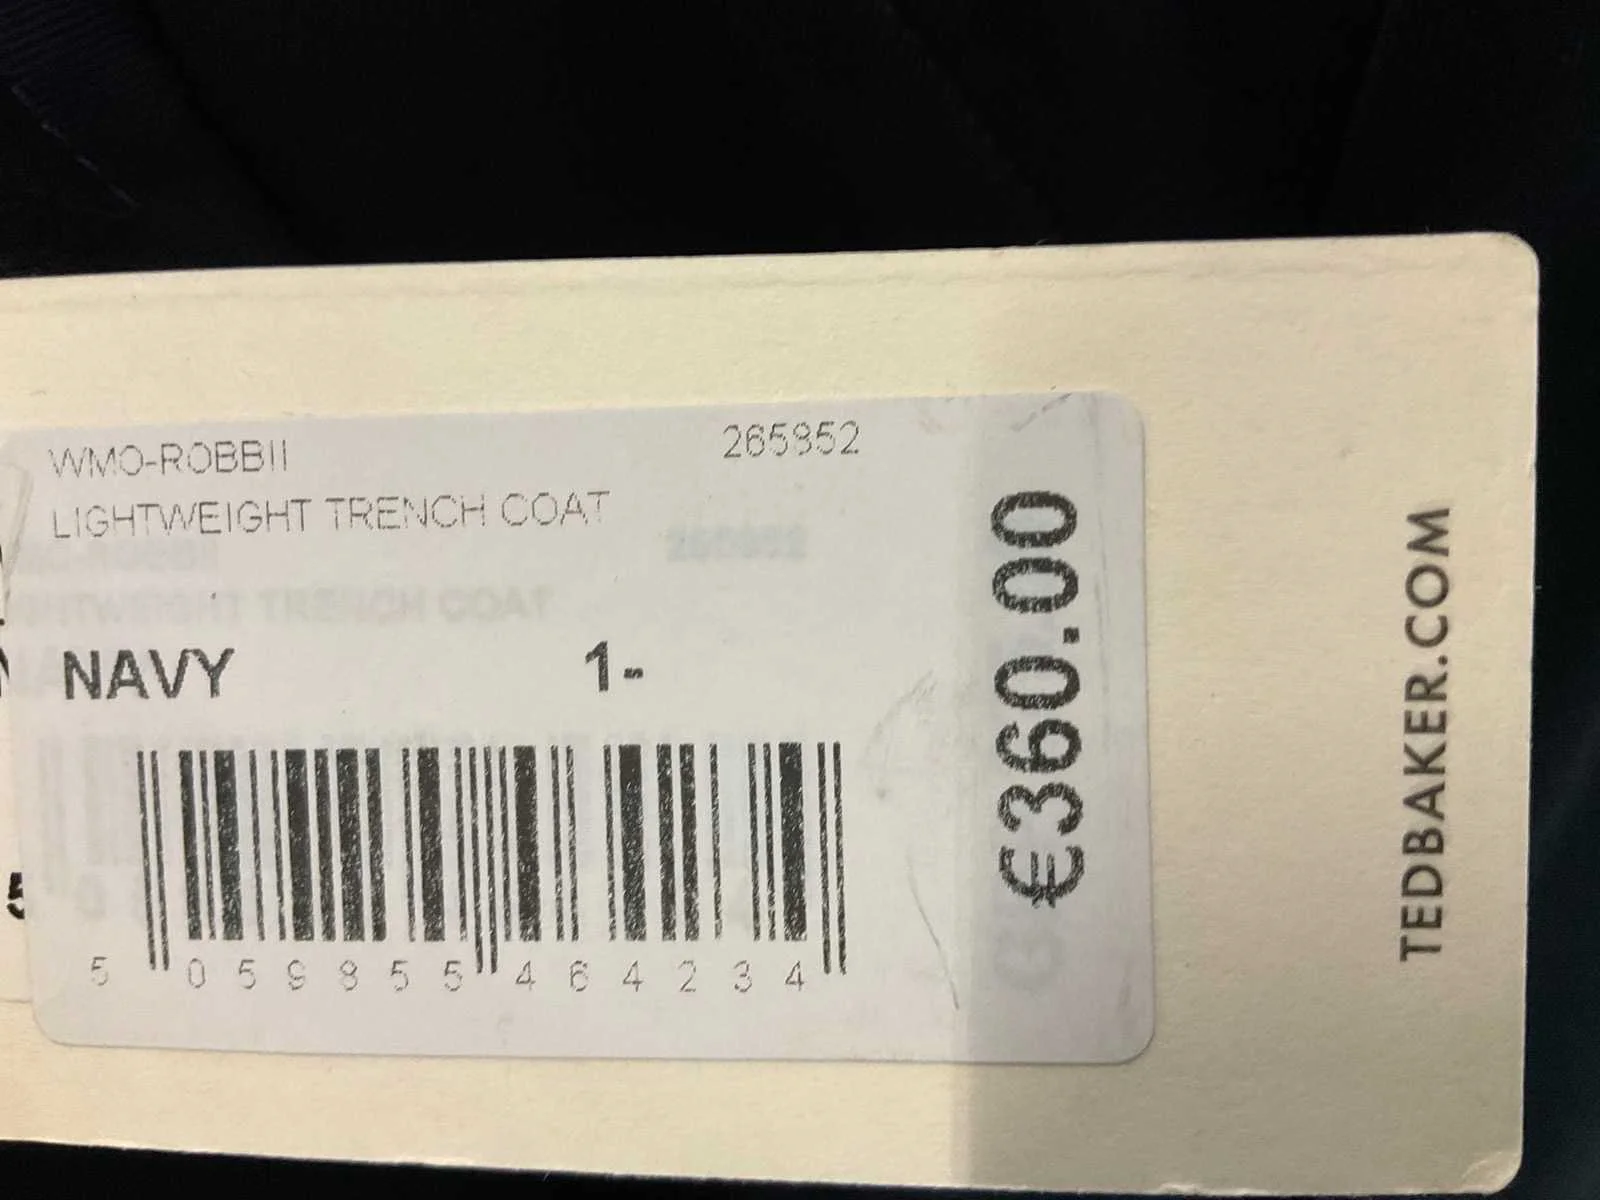 WMO-ROBBII 265952
LIGHTWEIGHT TRENCH COAT
NAVY 1-
5 059855 464234
€360.00
TEDBAKER.COM